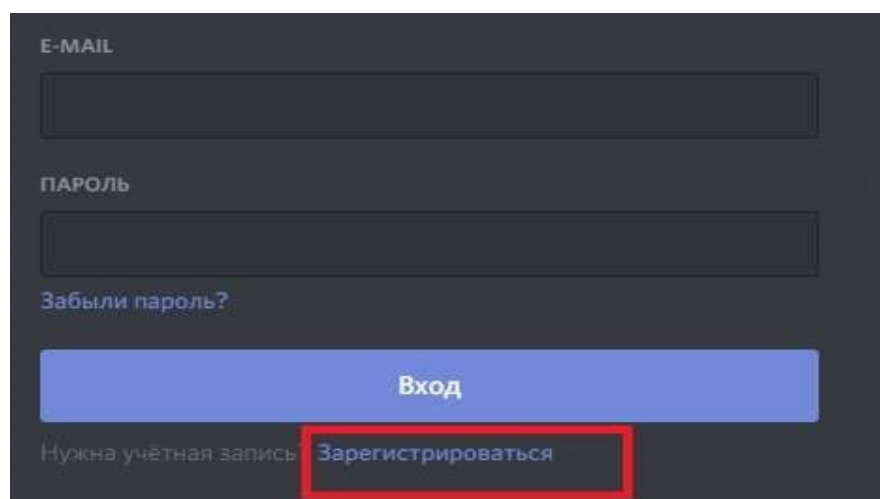 E-MAIL
ПАРОЛЬ
Забыли пароль?
Вход
Нужна учётная запись? Зарегистрироваться